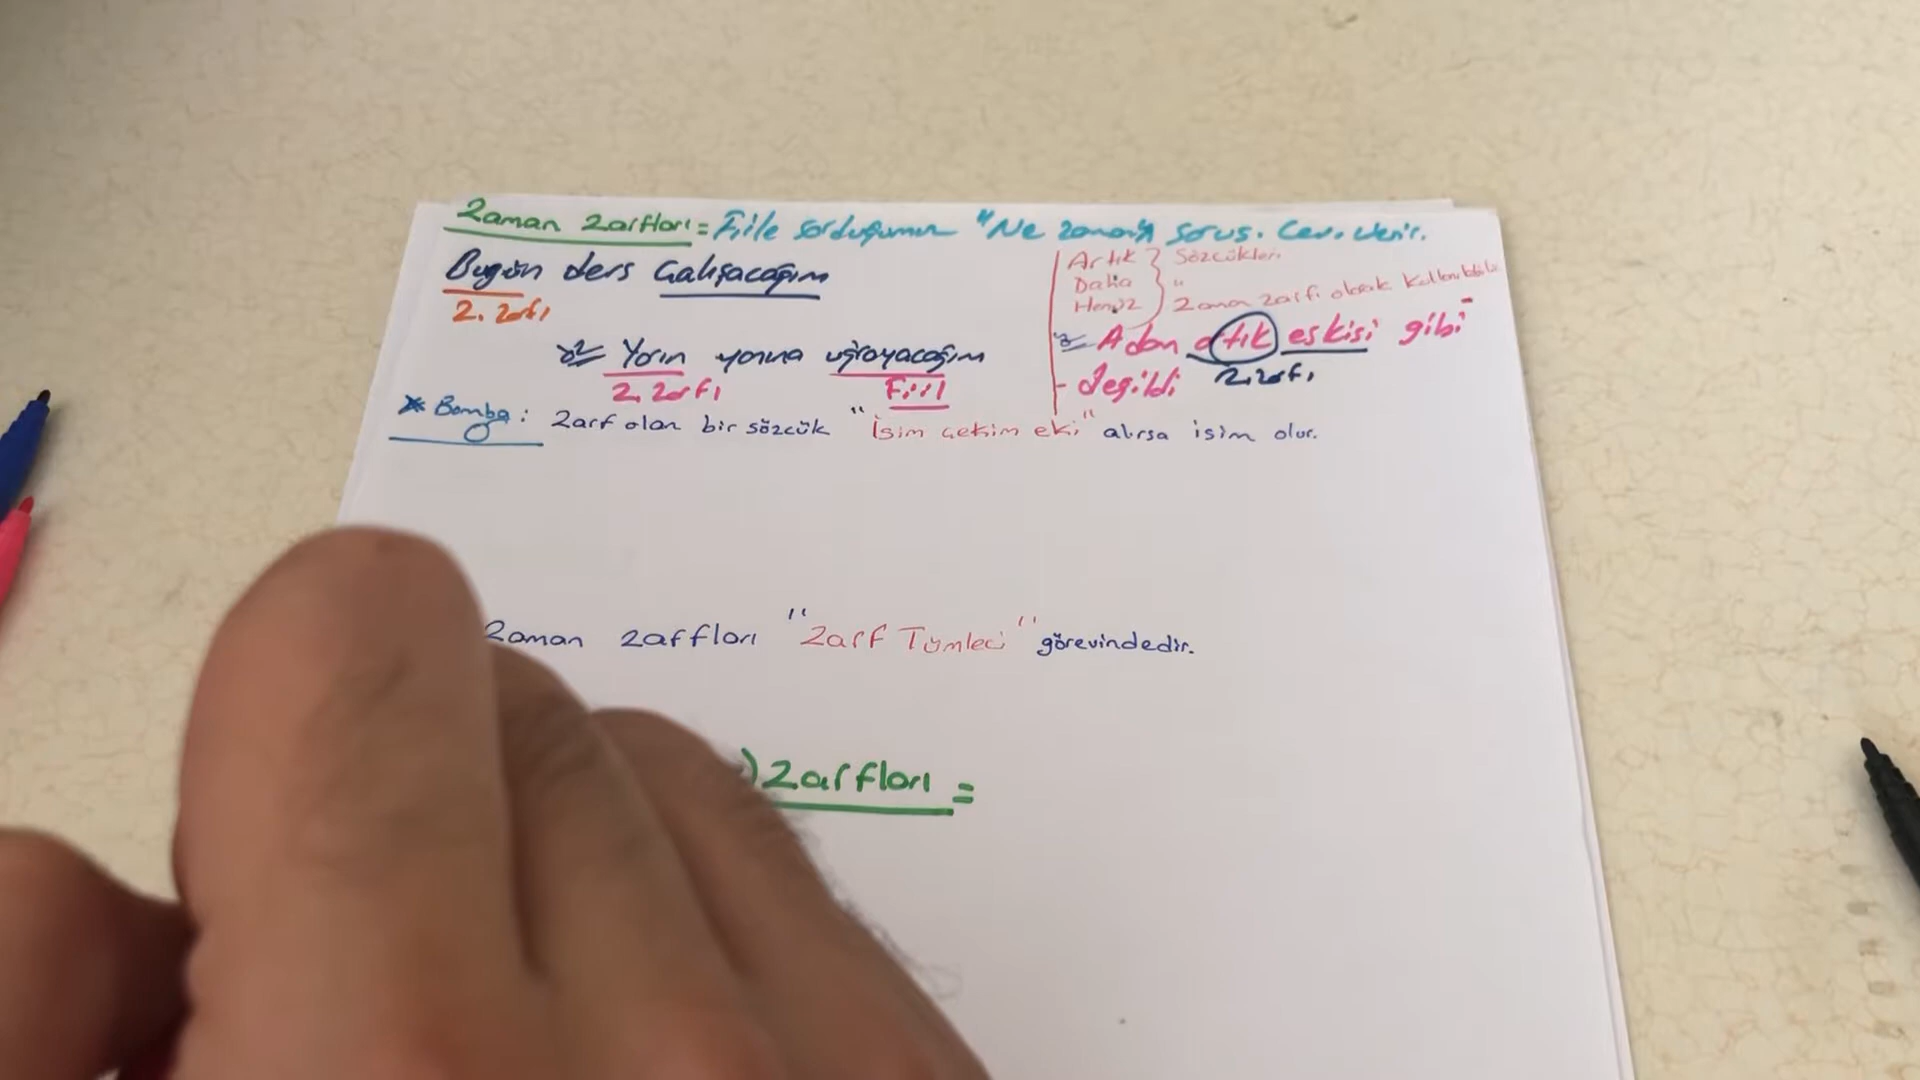 Zaman Zarfları = Fiile sorduğumuz "Ne zaman" sorus. Cev. Verir.
Bugün ders Çalışacağım
Z. Zarfı
Artık
Daha
Henüz
Sözcükleri
"
Zaman zarfı olarak kullanılabilir
Yarın yanına uğrayacağım
Z. Zarfı
Fiil
Adam artık eskisi gibi
değildi
Z. Zarfı
* Bomba: Zarf olan bir sözcük "İsim çekim eki" alırsa isim olur.
Zaman zarfları "Zarf Tümleci" görevindedir.
) Zarfları =